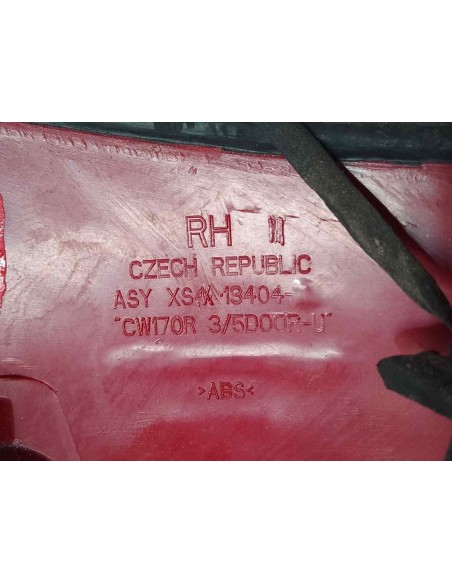 RH
CZECH REPUBLIC
ASY XS4X-13404-
"CW170R 3/5DOOR-U"
>ABS<